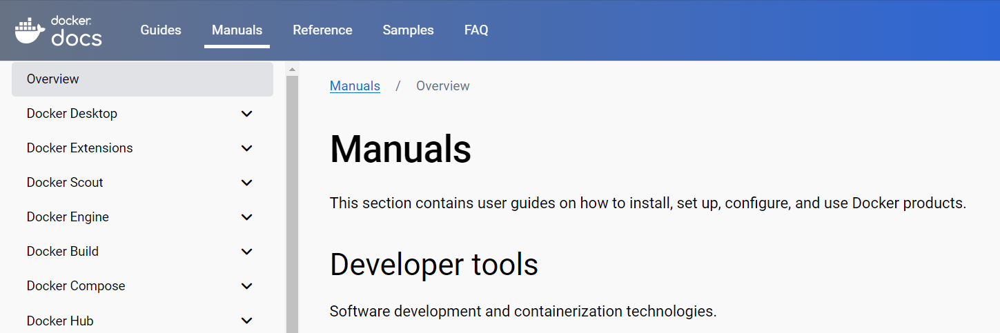 docker docs
Guides Manuals Reference Samples FAQ
Overview
Docker Desktop
Docker Extensions
Docker Scout
Docker Engine
Docker Build
Docker Compose
Docker Hub
Manuals / Overview
Manuals
This section contains user guides on how to install, set up, configure, and use Docker products.
Developer tools
Software development and containerization technologies.